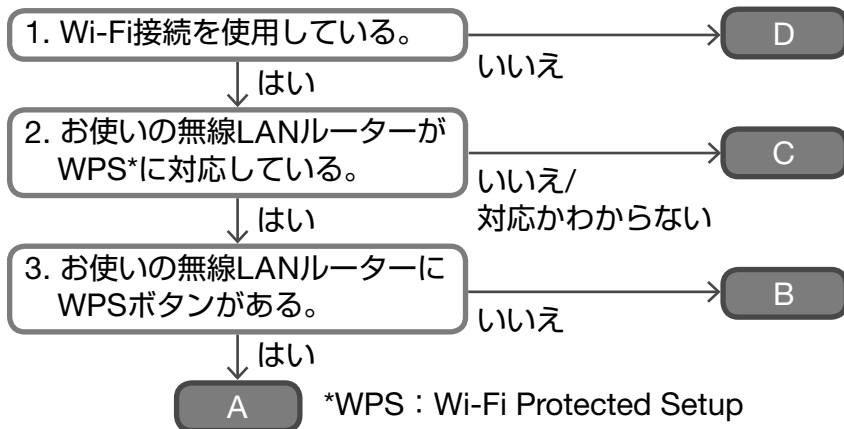 1. Wi-Fi接続を使用している。
いいえ
D
はい
2. お使いの無線LANルーターが
WPS*に対応している。
いいえ/
対応かわからない
C
はい
3. お使いの無線LANルーターに
WPSボタンがある。
いいえ
B
はい
A
*WPS：Wi-Fi Protected Setup